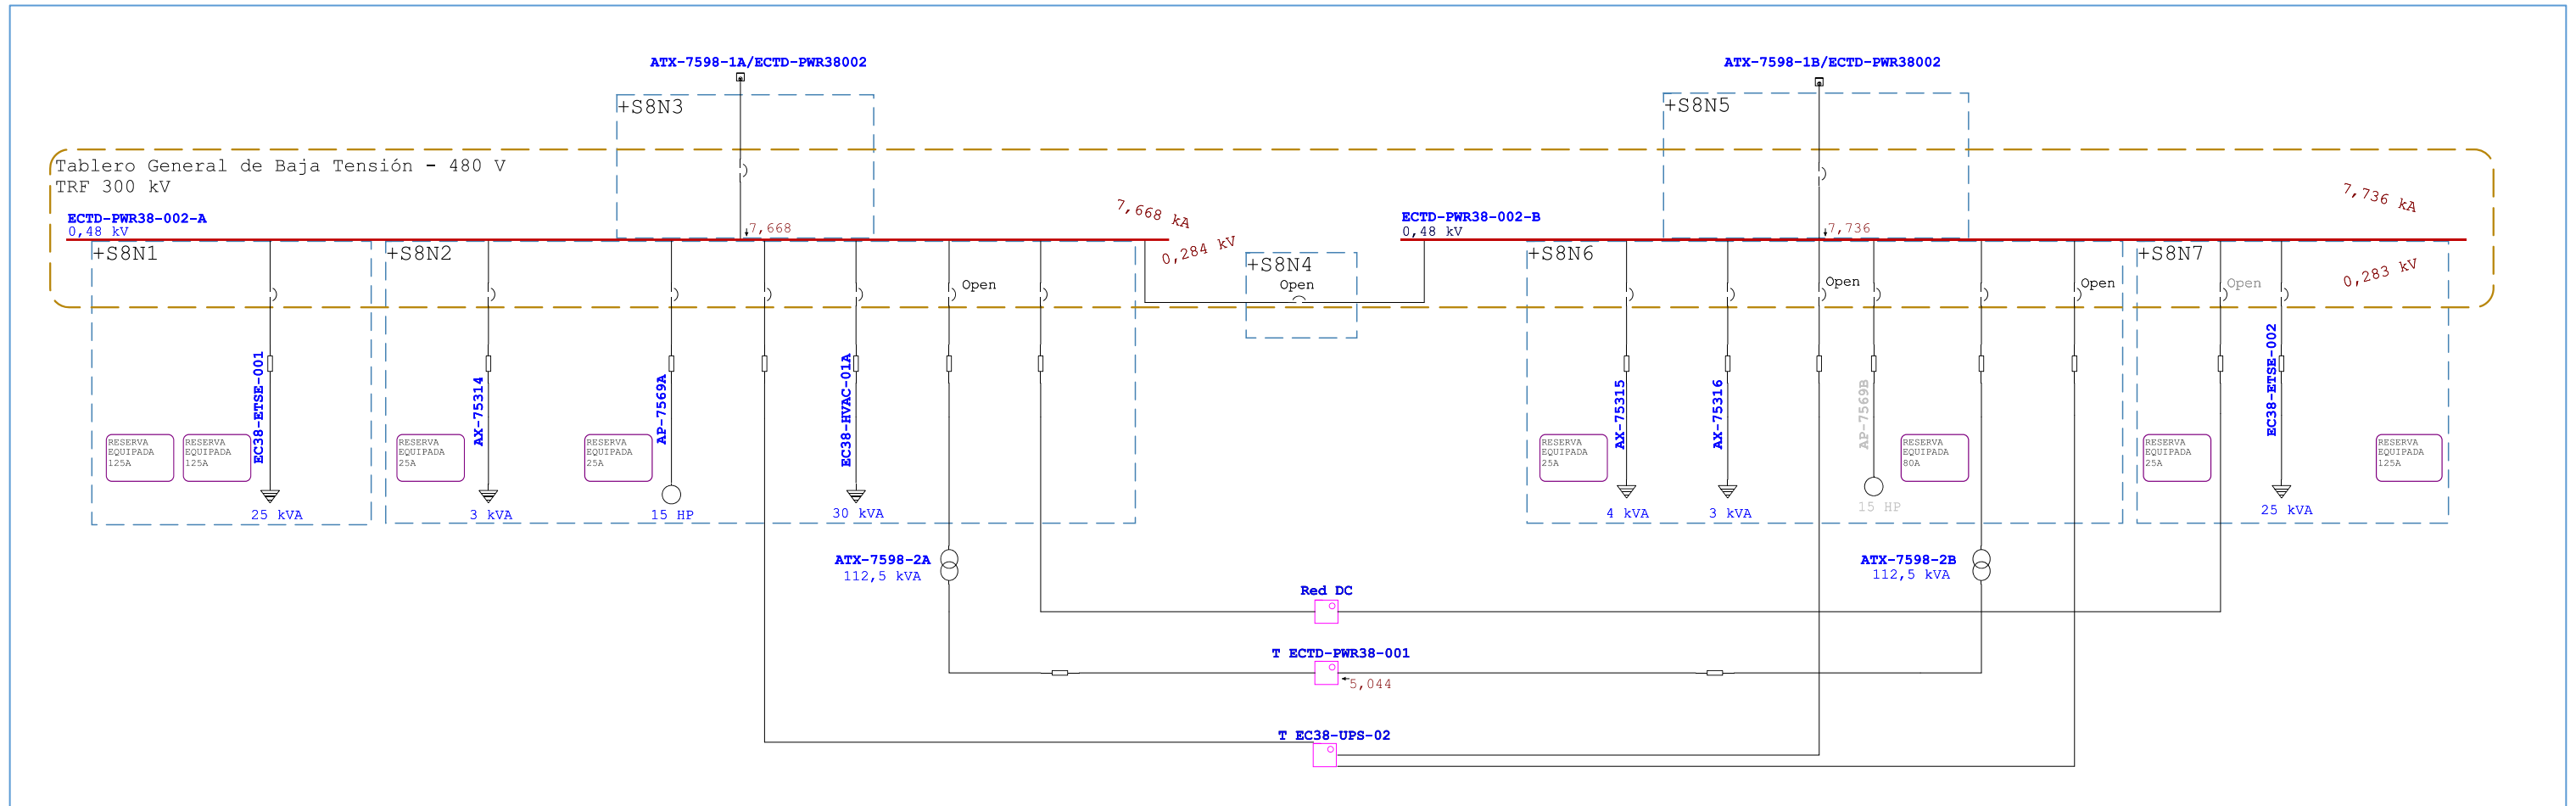 ATX-7598-1A/ECTD-PWR38002
ATX-7598-1B/ECTD-PWR38002
+S8N3
+S8N5
Tablero General de Baja Tensión - 480 V
TRF 300 kV
ECTD-PWR38-002-A
0,48 kV
7,668
7,668 kA
0,284 kV
ECTD-PWR38-002-B
0,48 kV
7,736
7,736 kA
0,283 kV
+S8N1
+S8N2
+S8N4
Open
+S8N6
+S8N7
Open
Open
Open
Open
EC38-ETSE-001
AX-75314
AP-7569A
EC38-HVAC-01A
AX-75315
AX-75316
AP-7569B
EC38-ETSE-002
RESERVA
EQUIPADA
125A
RESERVA
EQUIPADA
125A
RESERVA
EQUIPADA
25A
RESERVA
EQUIPADA
25A
RESERVA
EQUIPADA
25A
RESERVA
EQUIPADA
80A
RESERVA
EQUIPADA
25A
RESERVA
EQUIPADA
125A
25 kVA
3 kVA
15 HP
30 kVA
4 kVA
3 kVA
15 HP
25 kVA
ATX-7598-2A
112,5 kVA
ATX-7598-2B
112,5 kVA
Red DC
T ECTD-PWR38-001
5,044
T EC38-UPS-02